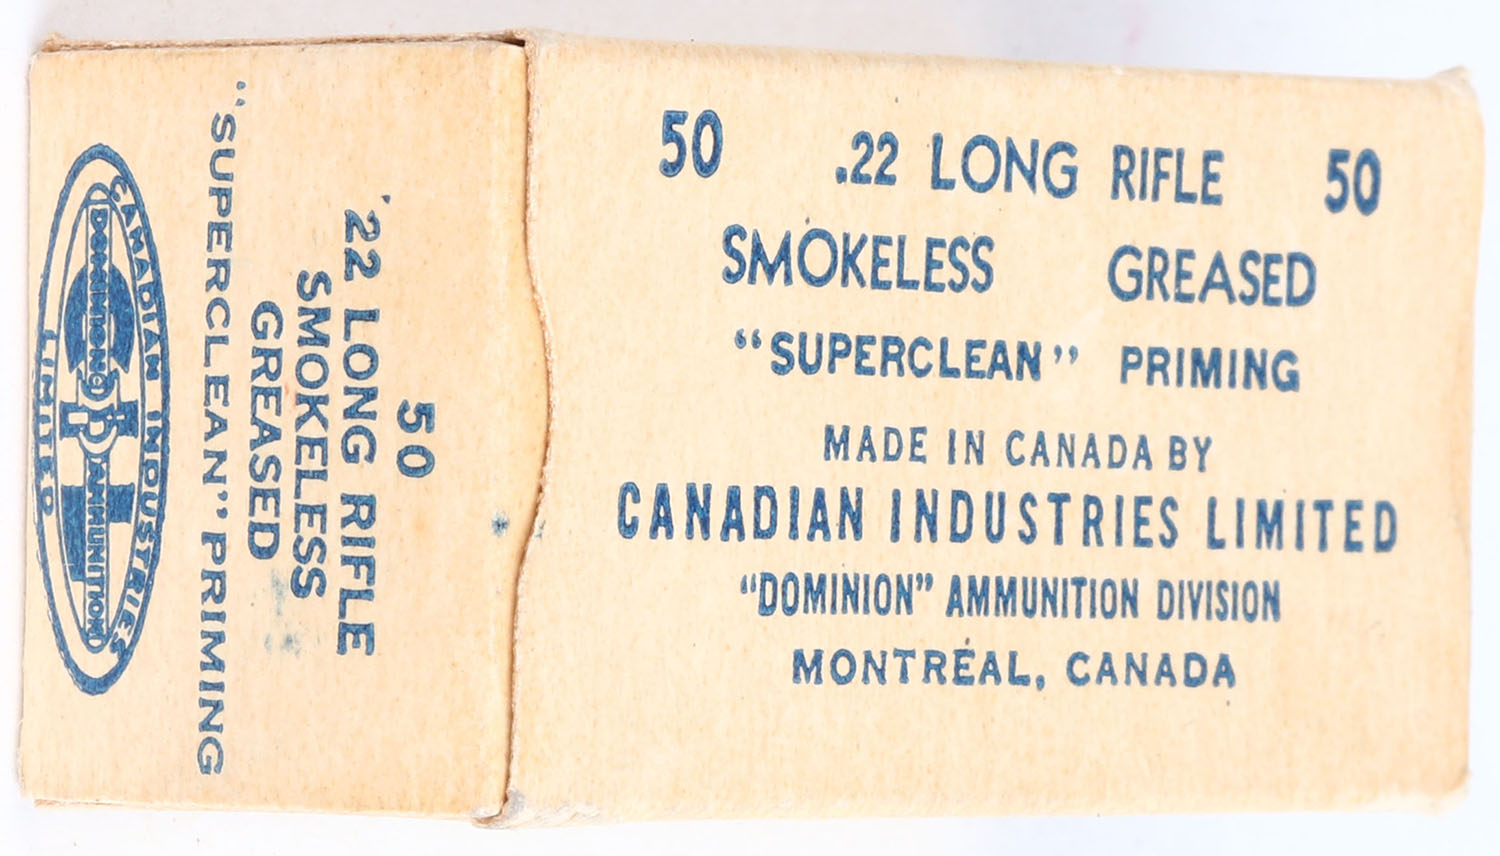 50 .22 LONG RIFLE 50
SMOKELESS GREASED
"SUPERCLEAN" PRIMING
MADE IN CANADA BY
CANADIAN INDUSTRIES LIMITED
"DOMINION" AMMUNITION DIVISION
MONTRÉAL, CANADA
50
.22 LONG RIFLE
SMOKELESS
GREASED
"SUPERCLEAN" PRIMING
CANADIAN INDUSTRIES
DOMINION AMMUNITION
LIMITED